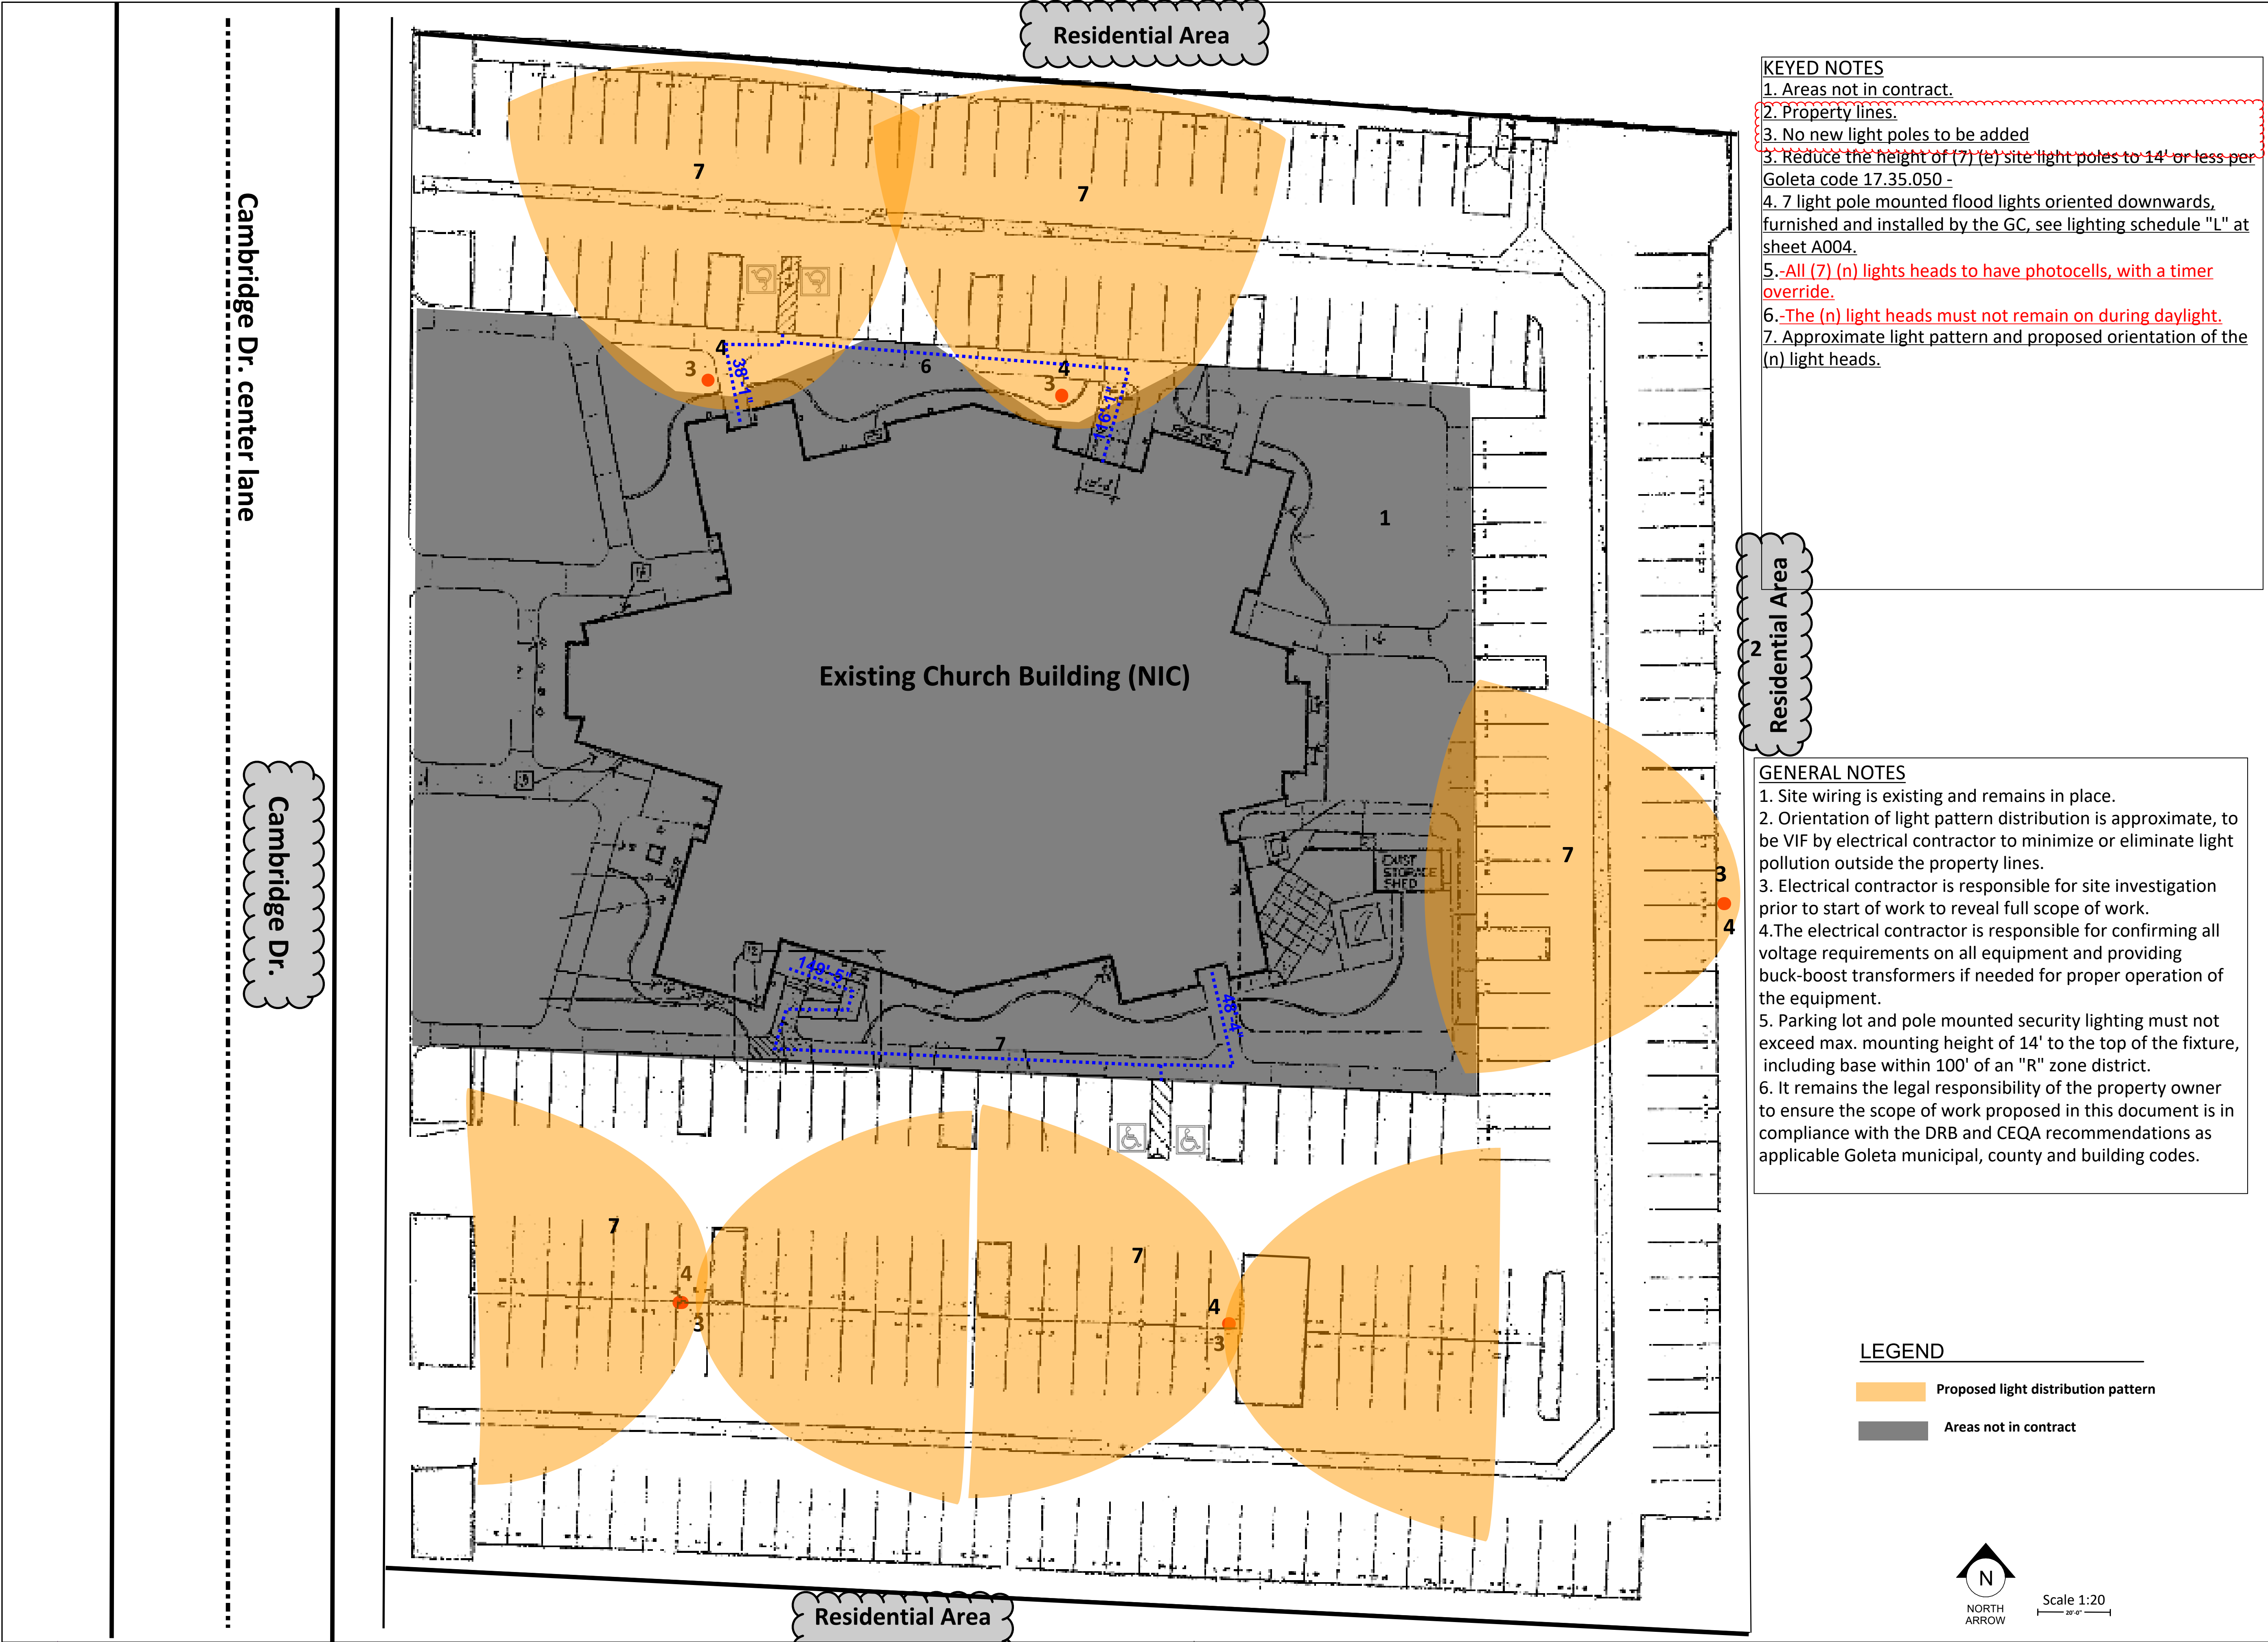 Residential Area
KEYED NOTES
1. Areas not in contract.
2. Property lines.
3. No new light poles to be added
3. Reduce the height of (7) (e) site light poles to 14' or less per
Goleta code 17.35.050 -
4. 7 light pole mounted flood lights oriented downwards,
furnished and installed by the GC, see lighting schedule "L" at
sheet A004.
5.-All (7) (n) lights heads to have photocells, with a timer
override.
6.-The (n) light heads must not remain on during daylight.
7. Approximate light pattern and proposed orientation of the
(n) light heads.
Cambridge Dr. center lane
Cambridge Dr.
7
7
4
3
38'-1"
6
4
3
116'-1"
1
Existing Church Building (NIC)
2
Residential Area
EXIST
STORAGE
SHED
7
3
4
149'-5"
48'-4"
7
7
4
3
7
4
3
Residential Area
GENERAL NOTES
1. Site wiring is existing and remains in place.
2. Orientation of light pattern distribution is approximate, to
be VIF by electrical contractor to minimize or eliminate light
pollution outside the property lines.
3. Electrical contractor is responsible for site investigation
prior to start of work to reveal full scope of work.
4.The electrical contractor is responsible for confirming all
voltage requirements on all equipment and providing
buck-boost transformers if needed for proper operation of
the equipment.
5. Parking lot and pole mounted security lighting must not
exceed max. mounting height of 14' to the top of the fixture,
including base within 100' of an "R" zone district.
6. It remains the legal responsibility of the property owner
to ensure the scope of work proposed in this document is in
compliance with the DRB and CEQA recommendations as
applicable Goleta municipal, county and building codes.
LEGEND
Proposed light distribution pattern
Areas not in contract
N
NORTH
ARROW
Scale 1:20
20'-0"